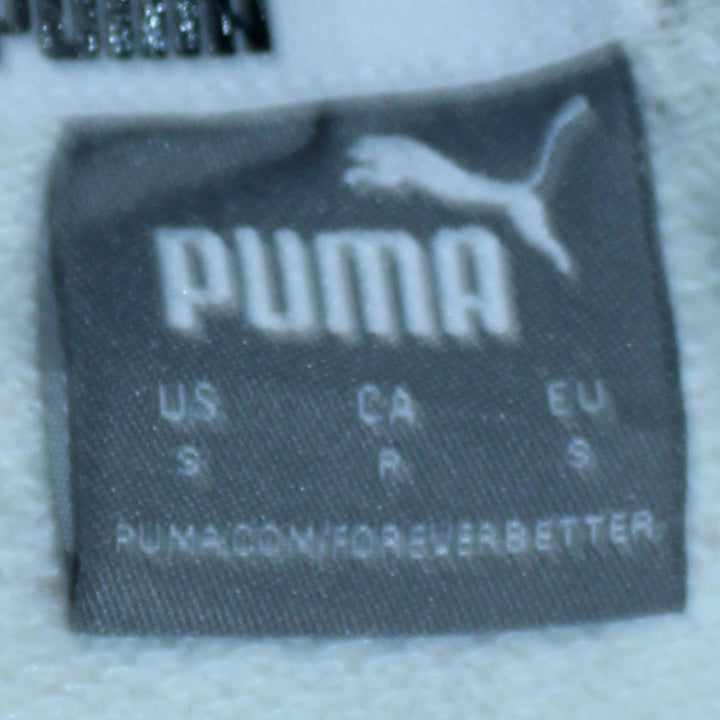 PUMA
US CA EU
S P S
PUMA.COM/FOREVERBETTER